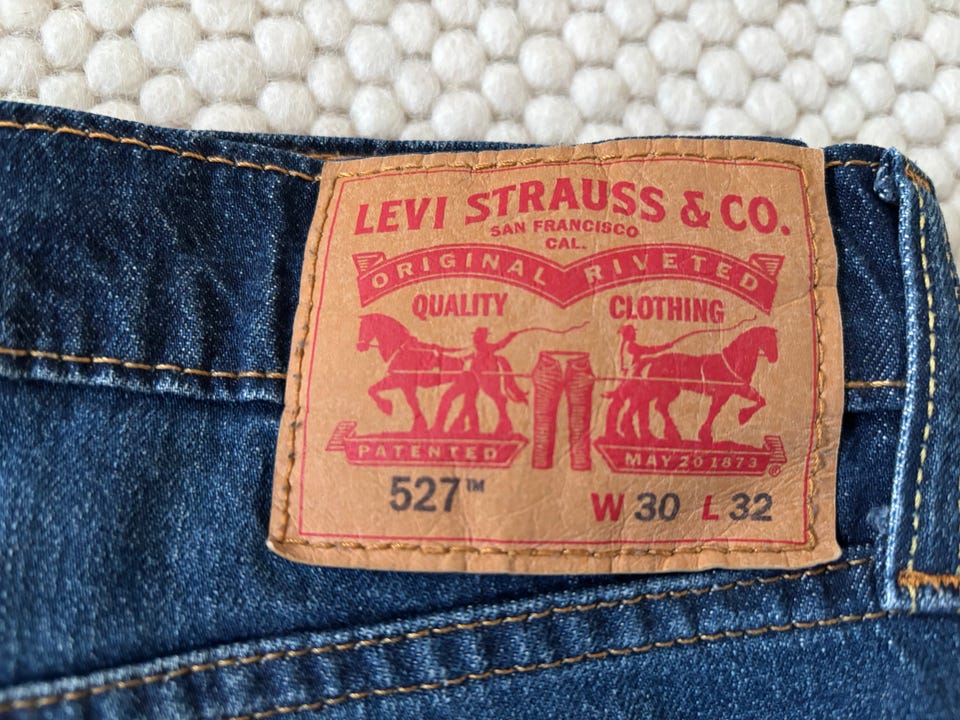 LEVI STRAUSS & CO.
SAN FRANCISCO
CAL.
ORIGINAL RIVETED
QUALITY CLOTHING
PATENTED MAY 20 1873 ®
527™ W 30 L 32